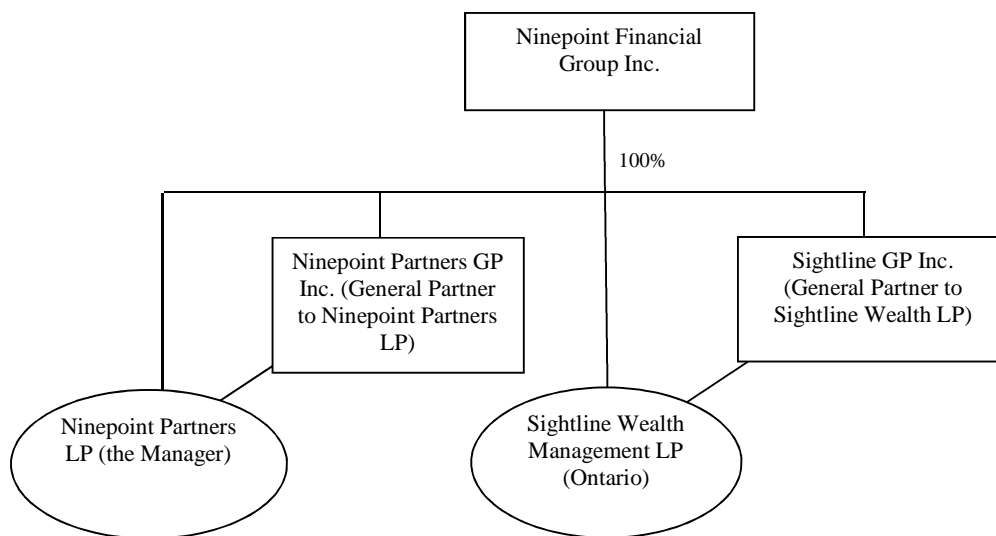 Ninepoint Financial
Group Inc.
100%
Ninepoint Partners GP
Inc. (General Partner
to Ninepoint Partners
LP)
Sightline GP Inc.
(General Partner to
Sightline Wealth LP)
Ninepoint Partners
LP (the Manager)
Sightline Wealth
Management LP
(Ontario)